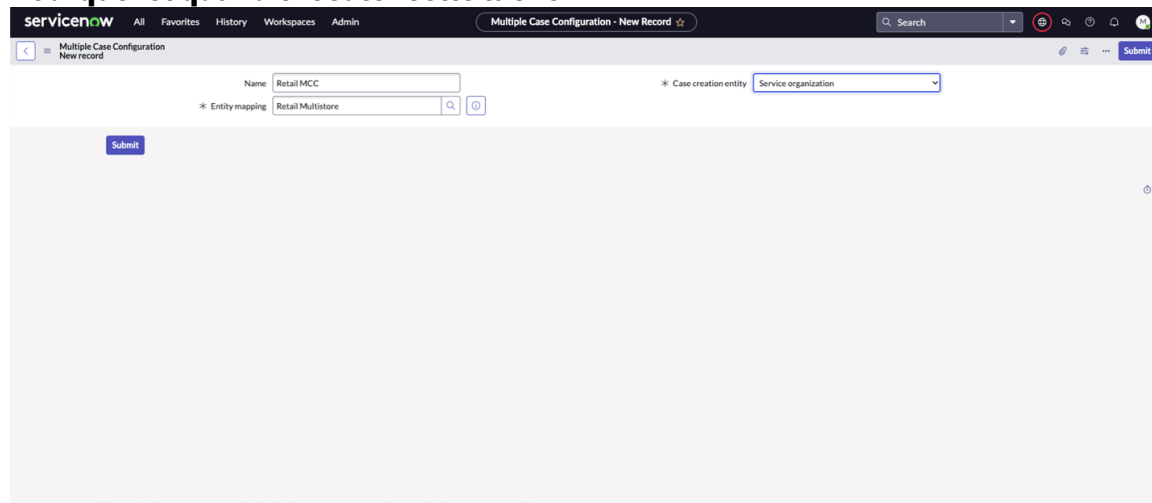 servicenow All Favorites History Workspaces Admin Multiple Case Configuration - New Record Search M
Multiple Case Configuration
New record
Submit
Name Retail MCC
Case creation entity Service organization
Entity mapping Retail Multistore
Submit